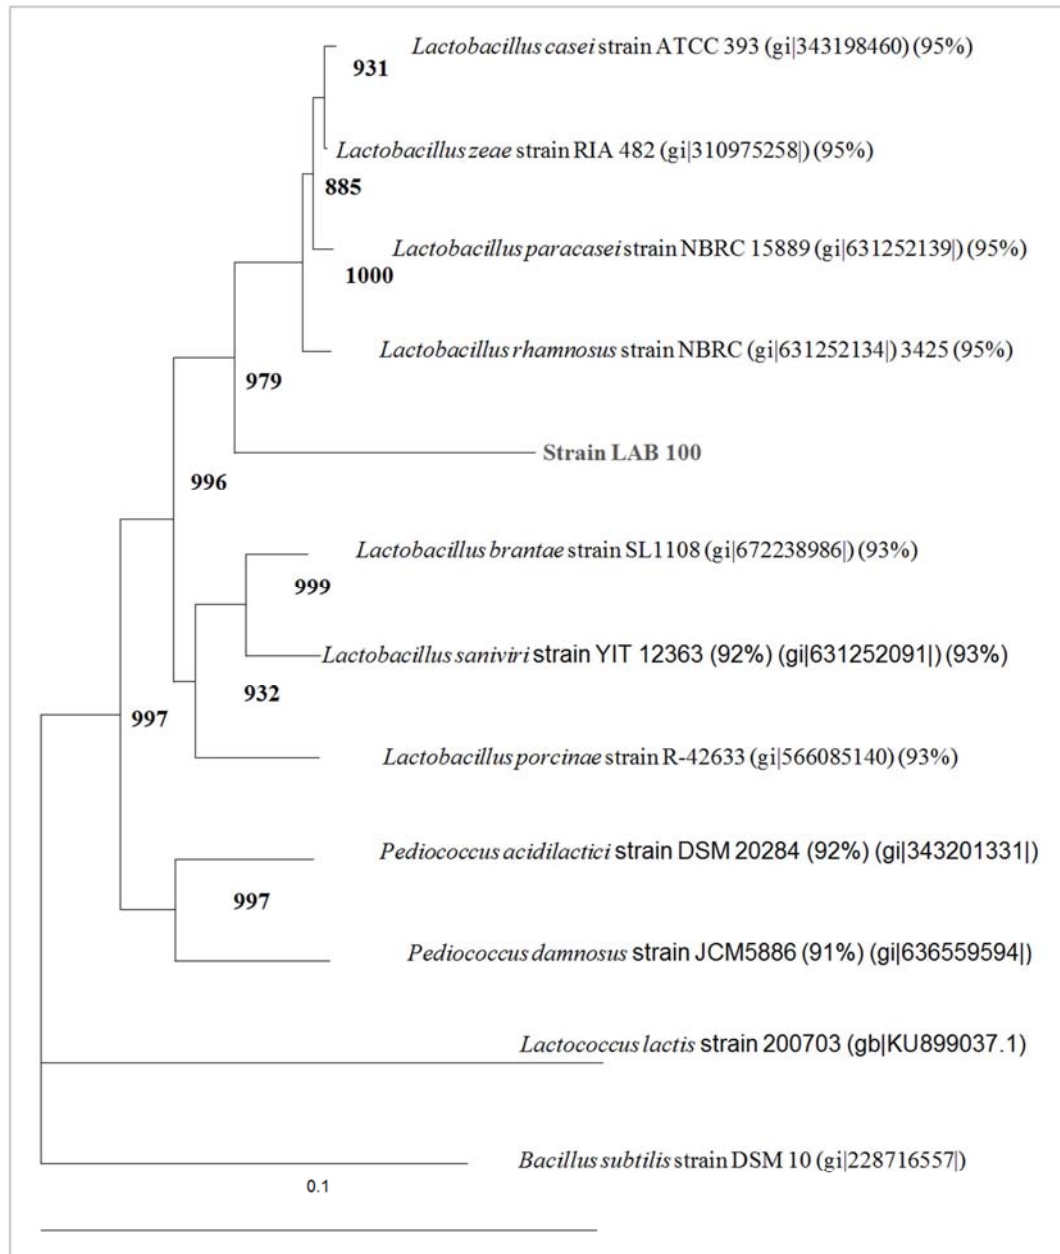 Lactobacillus casei strain ATCC 393 (gi|343198460) (95%)
931
Lactobacillus zeae strain RIA 482 (gi|310975258|) (95%)
885
Lactobacillus paracasei strain NBRC 15889 (gi|631252139|) (95%)
1000
Lactobacillus rhamnosus strain NBRC (gi|631252134|) 3425 (95%)
979
Strain LAB 100
996
Lactobacillus brantae strain SL1108 (gi|672238986|) (93%)
999
Lactobacillus saniviri strain YIT 12363 (92%) (gi|631252091|) (93%)
932
997
Lactobacillus porcinae strain R-42633 (gi|566085140) (93%)
Pediococcus acidilactici strain DSM 20284 (92%) (gi|343201331|)
997
Pediococcus damnosus strain JCM5886 (91%) (gi|636559594|)
Lactococcus lactis strain 200703 (gb|KU899037.1)
Bacillus subtilis strain DSM 10 (gi|228716557|)
0.1